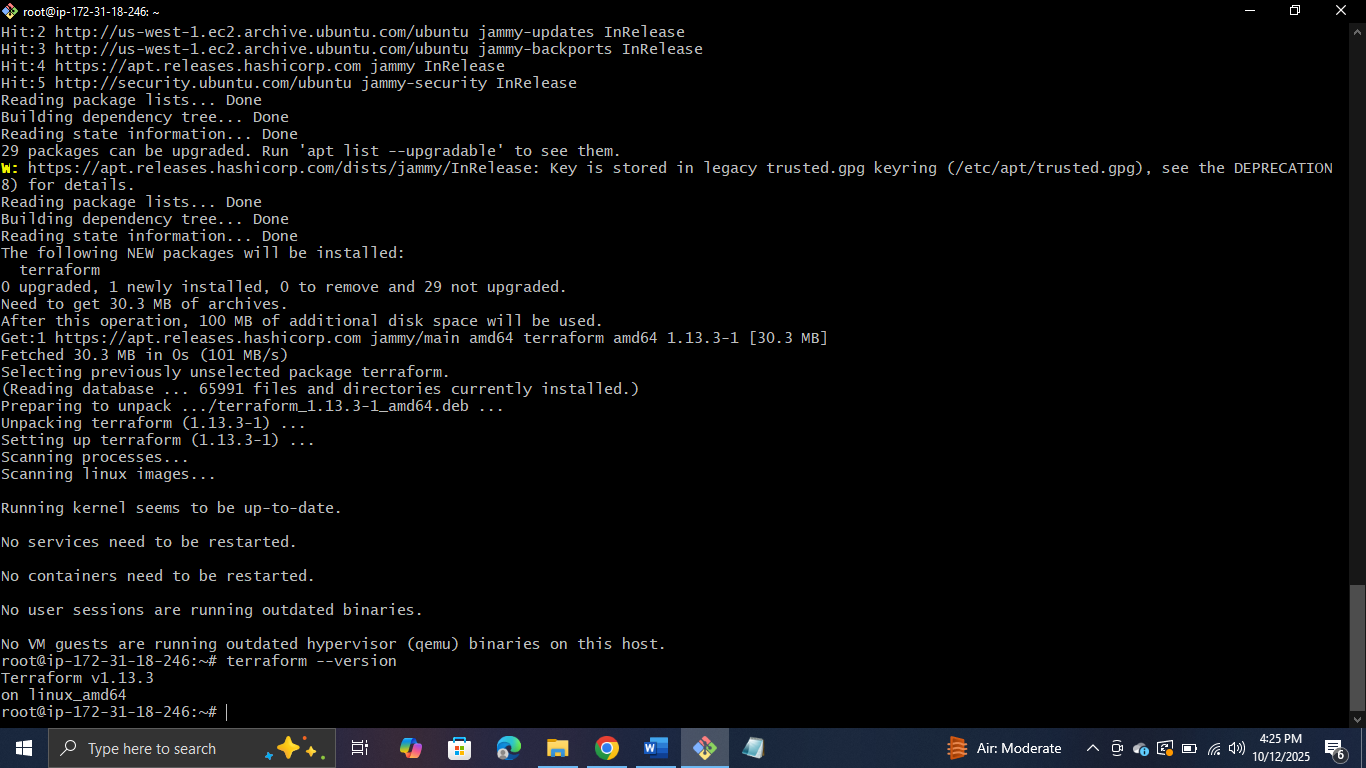 root@ip-172-31-18-246: ~
Hit:2 http://us-west-1.ec2.archive.ubuntu.com/ubuntu jammy-updates InRelease
Hit:3 http://us-west-1.ec2.archive.ubuntu.com/ubuntu jammy-backports InRelease
Hit:4 https://apt.releases.hashicorp.com jammy InRelease
Hit:5 http://security.ubuntu.com/ubuntu jammy-security InRelease
Reading package lists... Done
Building dependency tree... Done
Reading state information... Done
29 packages can be upgraded. Run 'apt list --upgradable' to see them.
W: https://apt.releases.hashicorp.com/dists/jammy/InRelease: Key is stored in legacy trusted.gpg keyring (/etc/apt/trusted.gpg), see the DEPRECATION
8) for details.
Reading package lists... Done
Building dependency tree... Done
Reading state information... Done
The following NEW packages will be installed:
  terraform
0 upgraded, 1 newly installed, 0 to remove and 29 not upgraded.
Need to get 30.3 MB of archives.
After this operation, 100 MB of additional disk space will be used.
Get:1 https://apt.releases.hashicorp.com jammy/main amd64 terraform amd64 1.13.3-1 [30.3 MB]
Fetched 30.3 MB in 0s (101 MB/s)
Selecting previously unselected package terraform.
(Reading database ... 65991 files and directories currently installed.)
Preparing to unpack .../terraform_1.13.3-1_amd64.deb ...
Unpacking terraform (1.13.3-1) ...
Setting up terraform (1.13.3-1) ...
Scanning processes...
Scanning linux images...
Running kernel seems to be up-to-date.
No services need to be restarted.
No containers need to be restarted.
No user sessions are running outdated binaries.
No VM guests are running outdated hypervisor (qemu) binaries on this host.
root@ip-172-31-18-246:~# terraform --version
Terraform v1.13.3
on linux_amd64
root@ip-172-31-18-246:~#
Type here to search
Air: Moderate
4:25 PM
10/12/2025
6